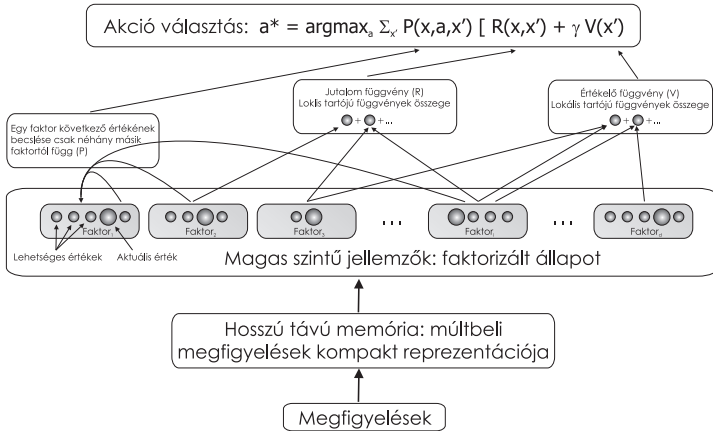 Akció választás: a* = argmaxₐ Σₓ' P(x,a,x') [ R(x,x') + γ V(x')
Jutalom függvény (R)
Loklis tartójú függvények összege
+ + ...
Értékelő függvény (V)
Lokális tartójú függvények összege
+ + ...
Egy faktor következő értékének
becslése csak néhány másik
faktortól függ (P)
Faktor₁
Faktor₂
Faktor₃
...
Faktorᵢ
...
Faktor_d
Lehetséges értékek
Aktuális érték
Magas szintű jellemzők: faktorizált állapot
Hosszú távú memória: múltbeli
megfigyelések kompakt reprezentációja
Megfigyelések